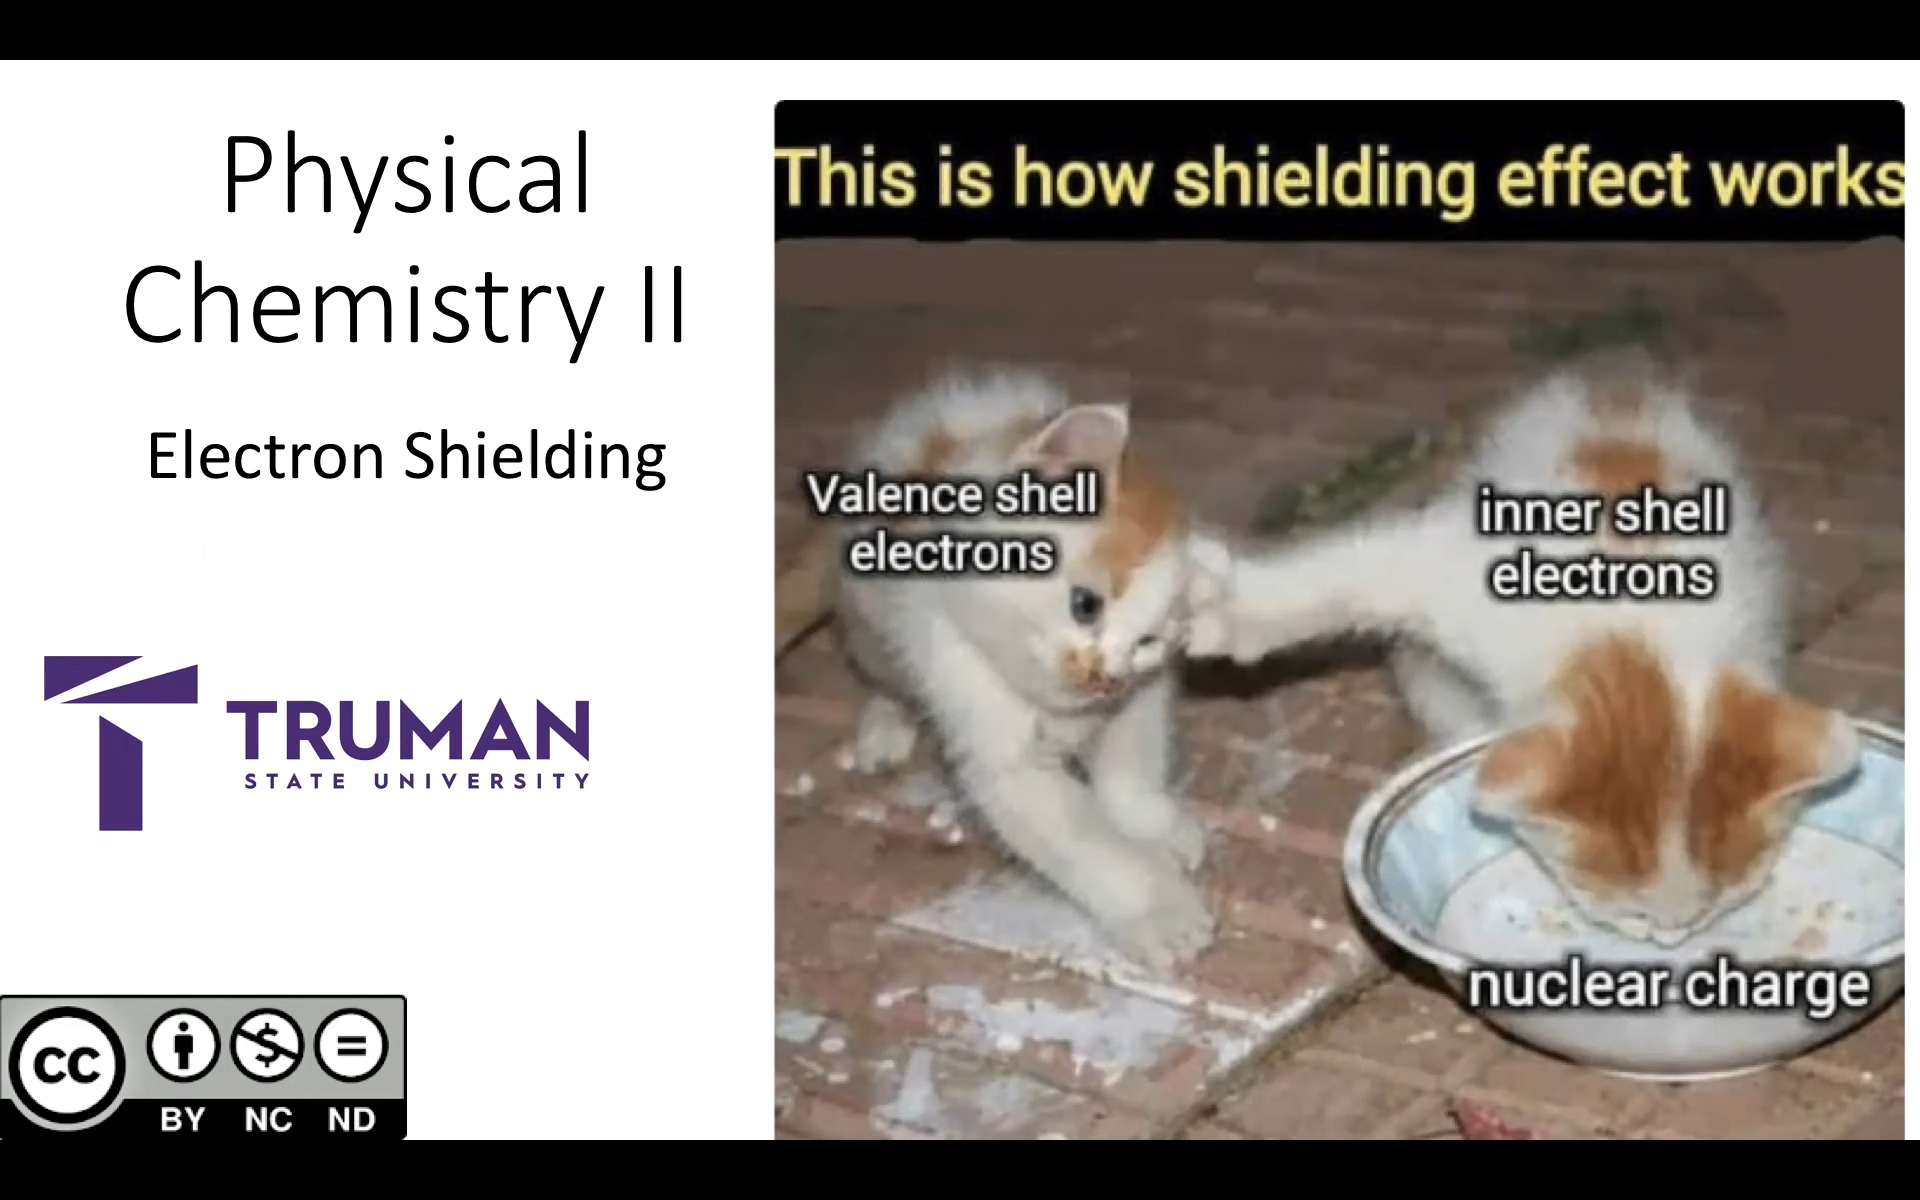 Physical
Chemistry II
Electron Shielding
TRUMAN
STATE UNIVERSITY
cc
BY NC ND
This is how shielding effect works
Valence shell
electrons
inner shell
electrons
nuclear charge